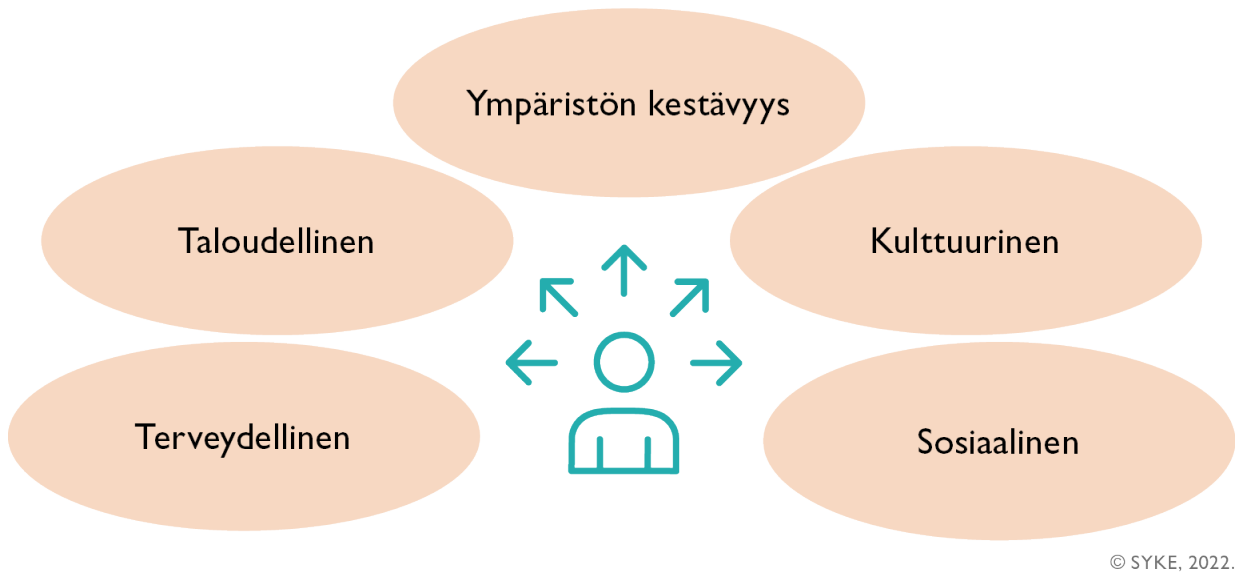 Ympäristön kestävyys
Taloudellinen
Kulttuurinen
Terveydellinen
Sosiaalinen
© SYKE, 2022.